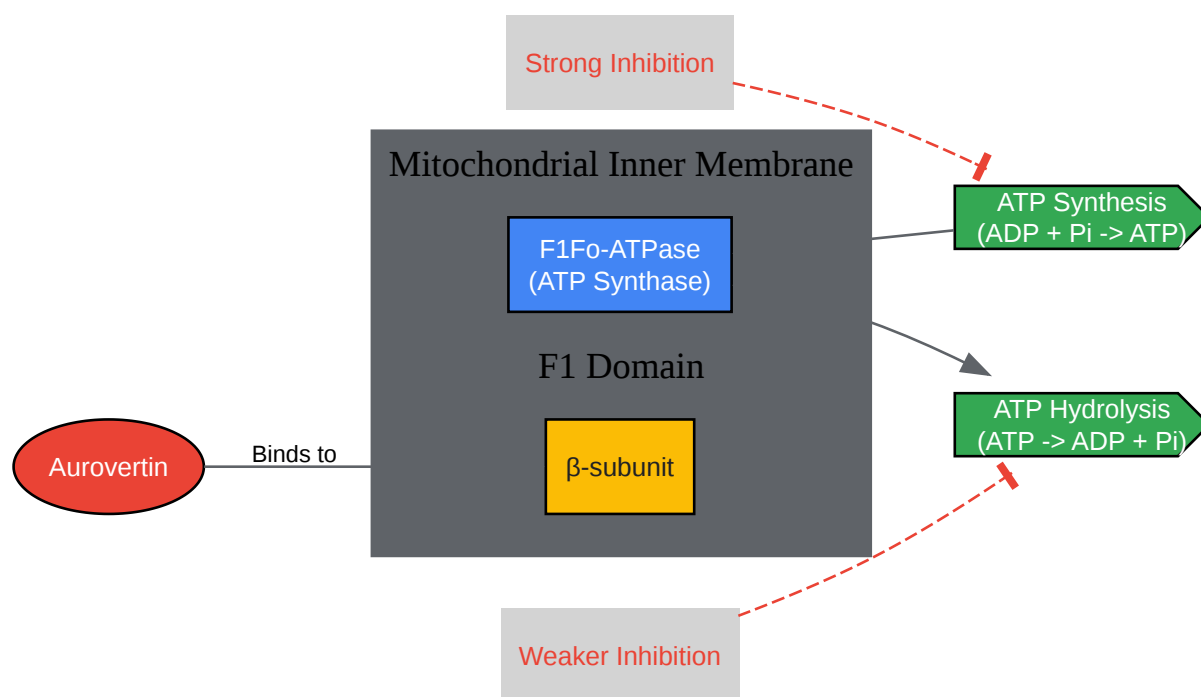 Strong Inhibition
Mitochondrial Inner Membrane
ATP Synthesis
(ADP + Pi -> ATP)
F1Fo-ATPase
(ATP Synthase)
F1 Domain
ATP Hydrolysis
(ATP -> ADP + Pi)
Aurovertin
Binds to
β-subunit
Weaker Inhibition